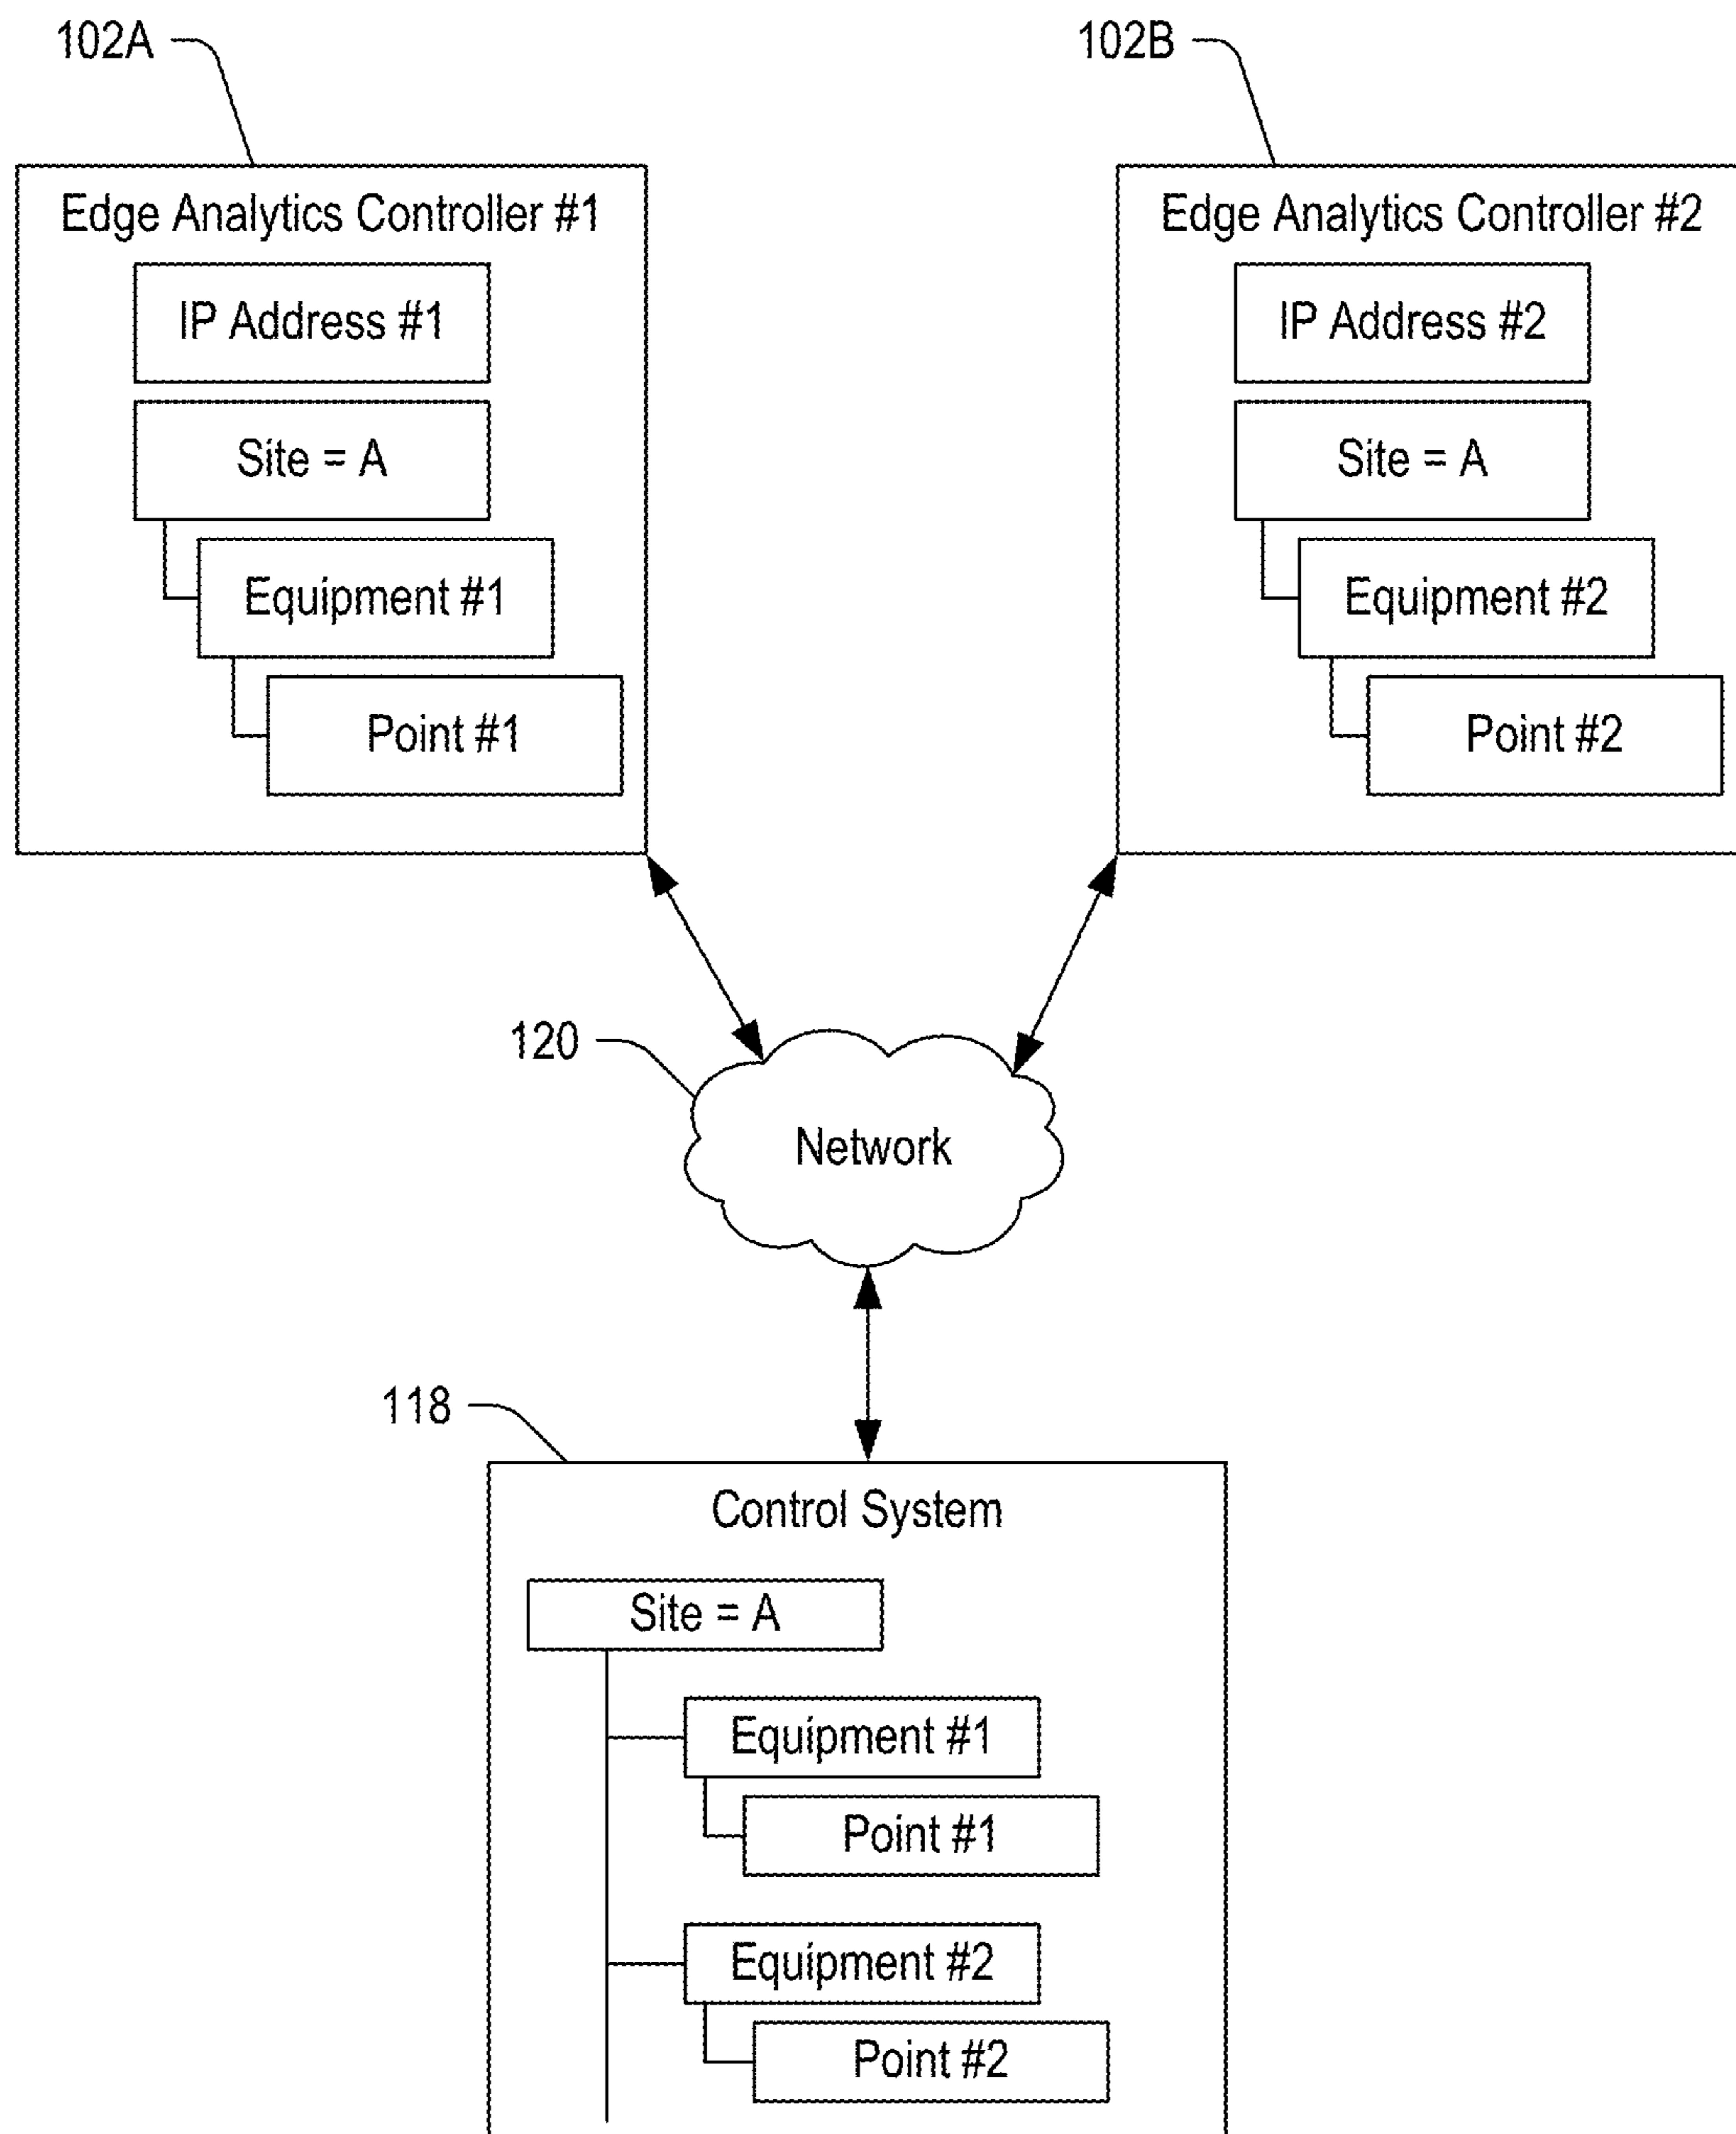 102A
102B
Edge Analytics Controller #1
IP Address #1
Site = A
Equipment #1
Point #1
Edge Analytics Controller #2
IP Address #2
Site = A
Equipment #2
Point #2
120
Network
118
Control System
Site = A
Equipment #1
Point #1
Equipment #2
Point #2